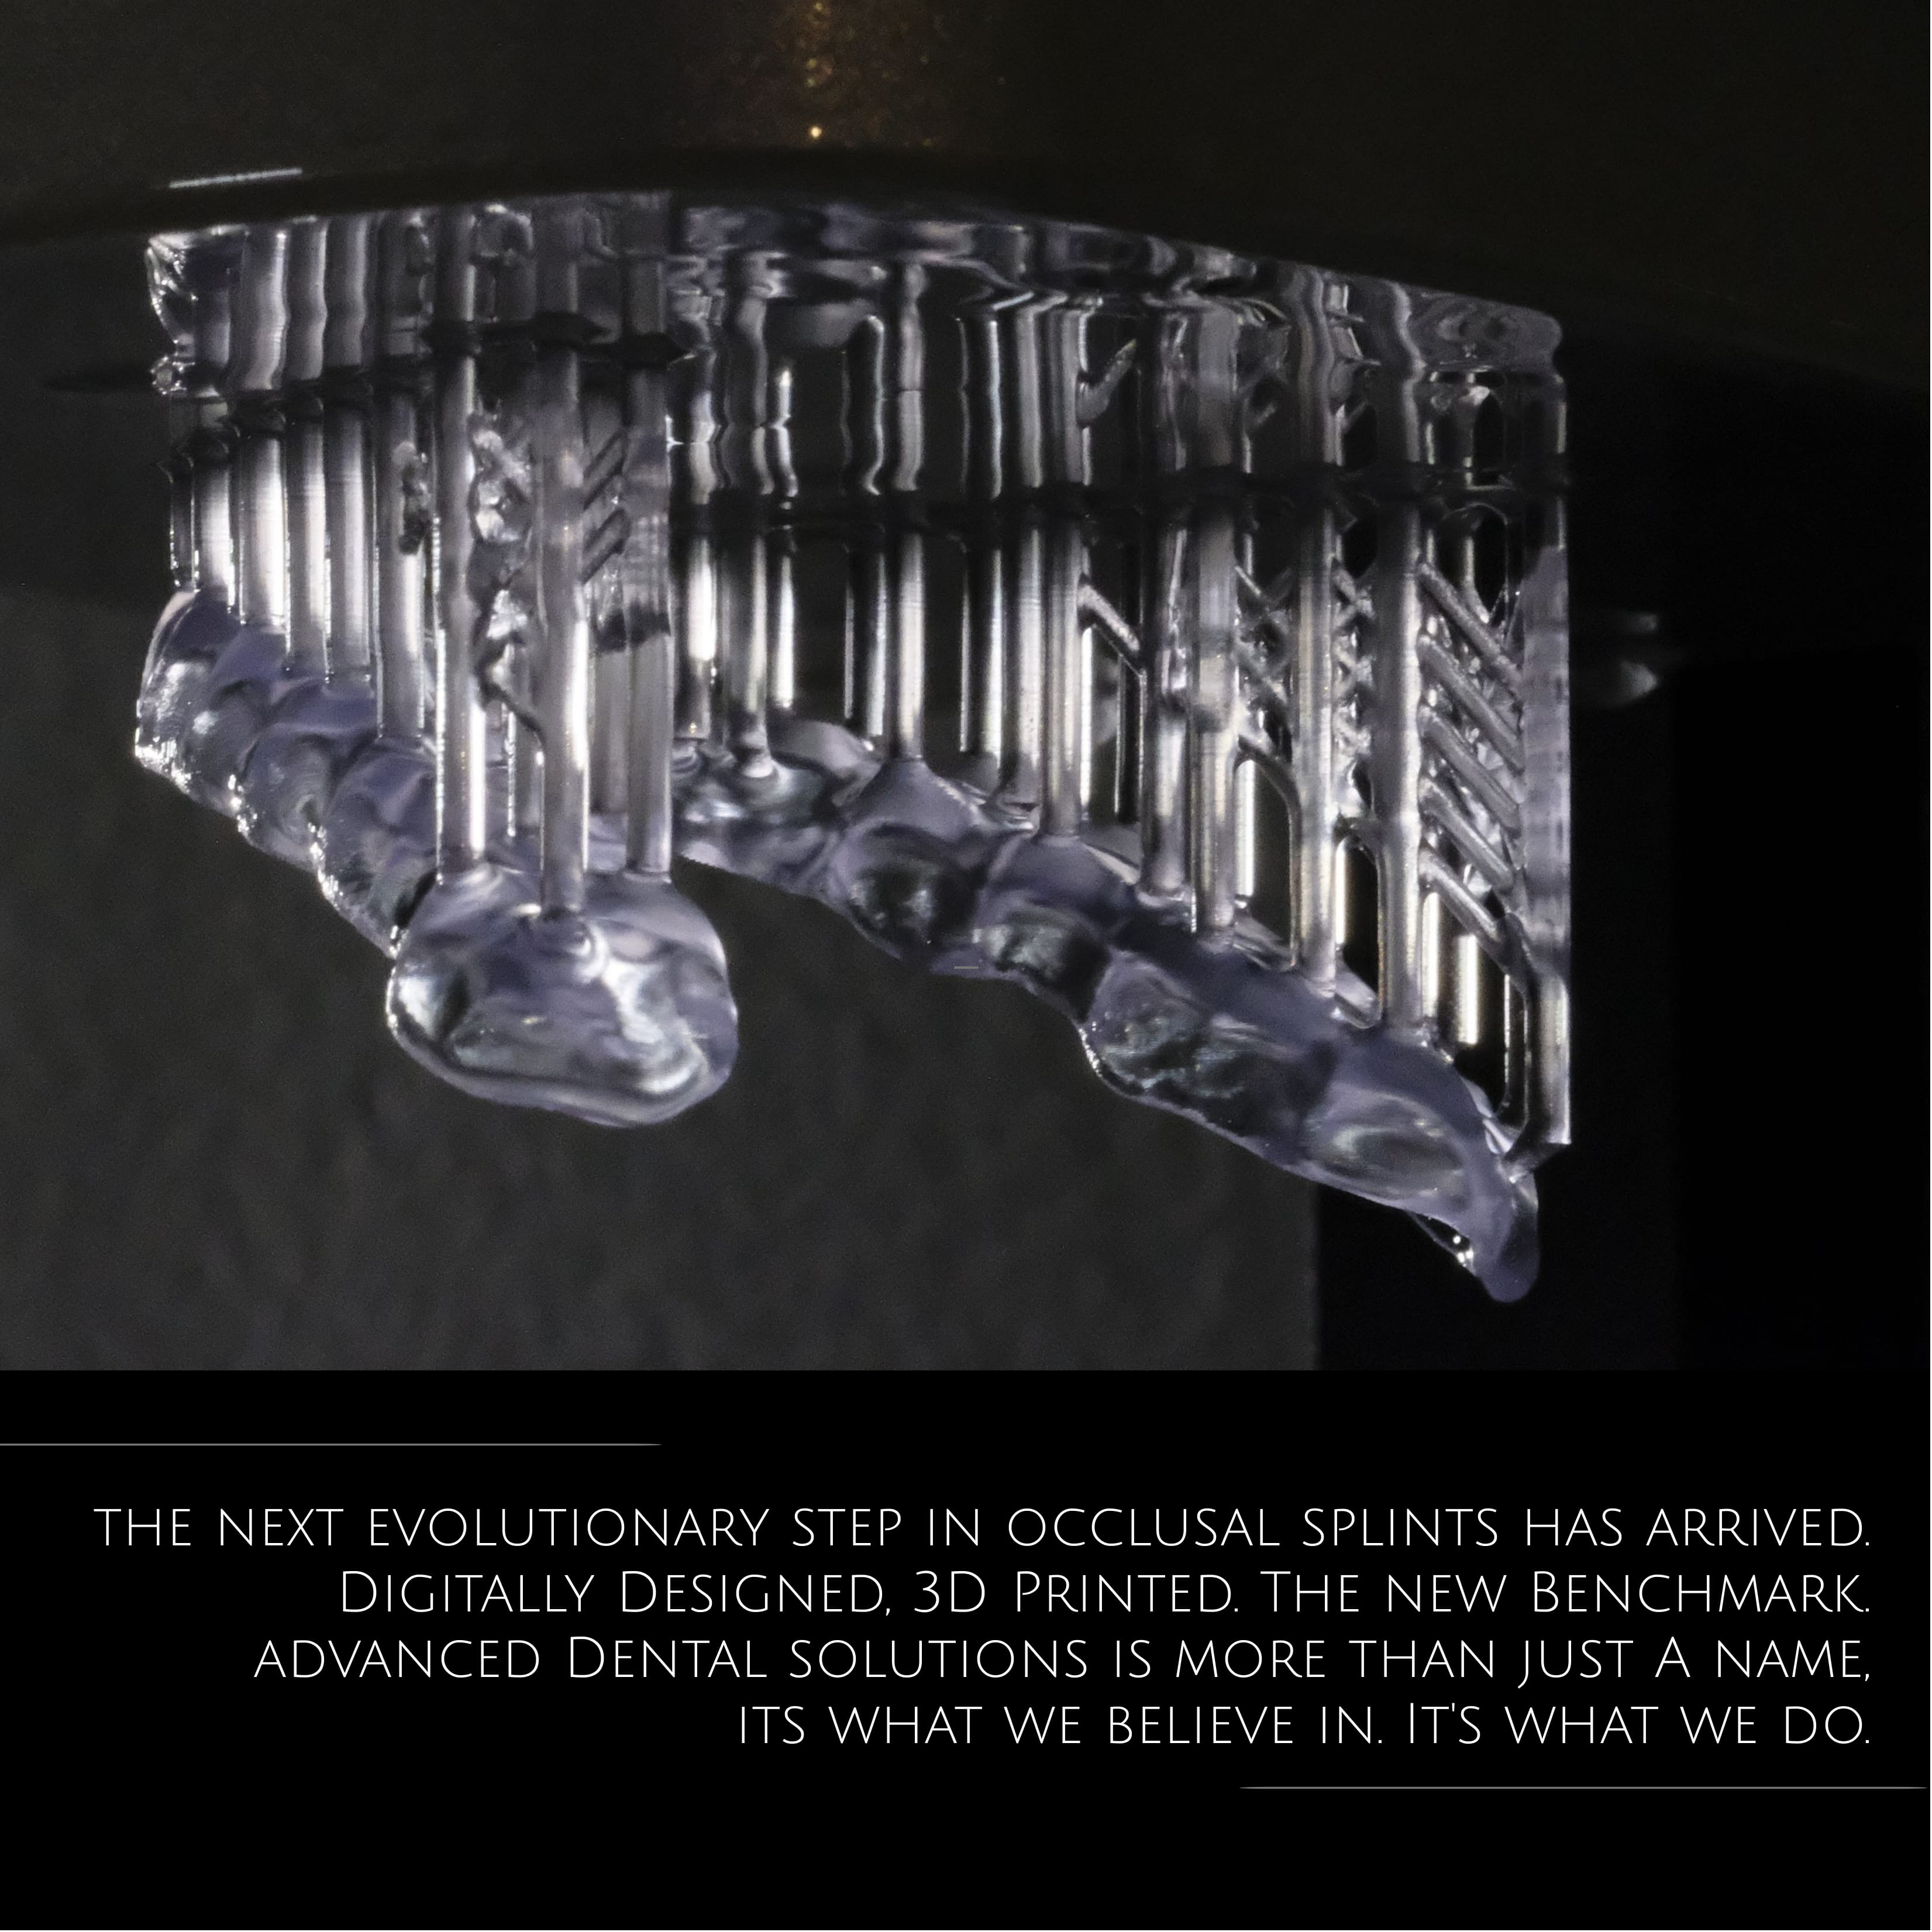 THE NEXT EVOLUTIONARY STEP IN OCCLUSAL SPLINTS HAS ARRIVED.
DIGITALLY DESIGNED, 3D PRINTED. THE NEW BENCHMARK.
ADVANCED DENTAL SOLUTIONS IS MORE THAN JUST A NAME,
ITS WHAT WE BELIEVE IN. IT'S WHAT WE DO.